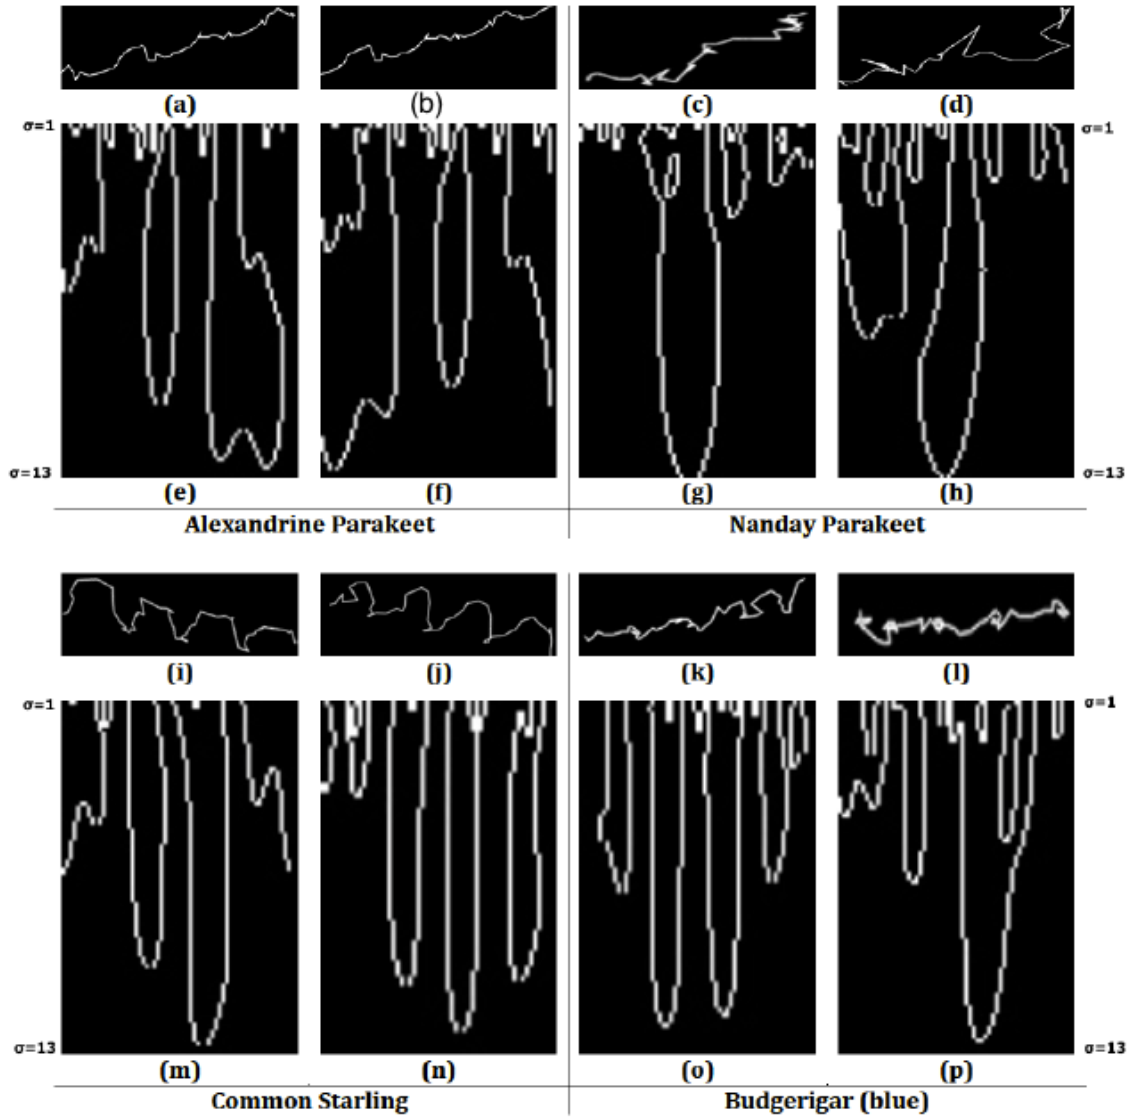 (a) (b) (c) (d)
σ=1 σ=1
σ=13 σ=13
(e) (f) (g) (h)
Alexandrine Parakeet Nanday Parakeet
(i) (j) (k) (l)
σ=1 σ=1
σ=13 σ=13
(m) (n) (o) (p)
Common Starling Budgerigar (blue)